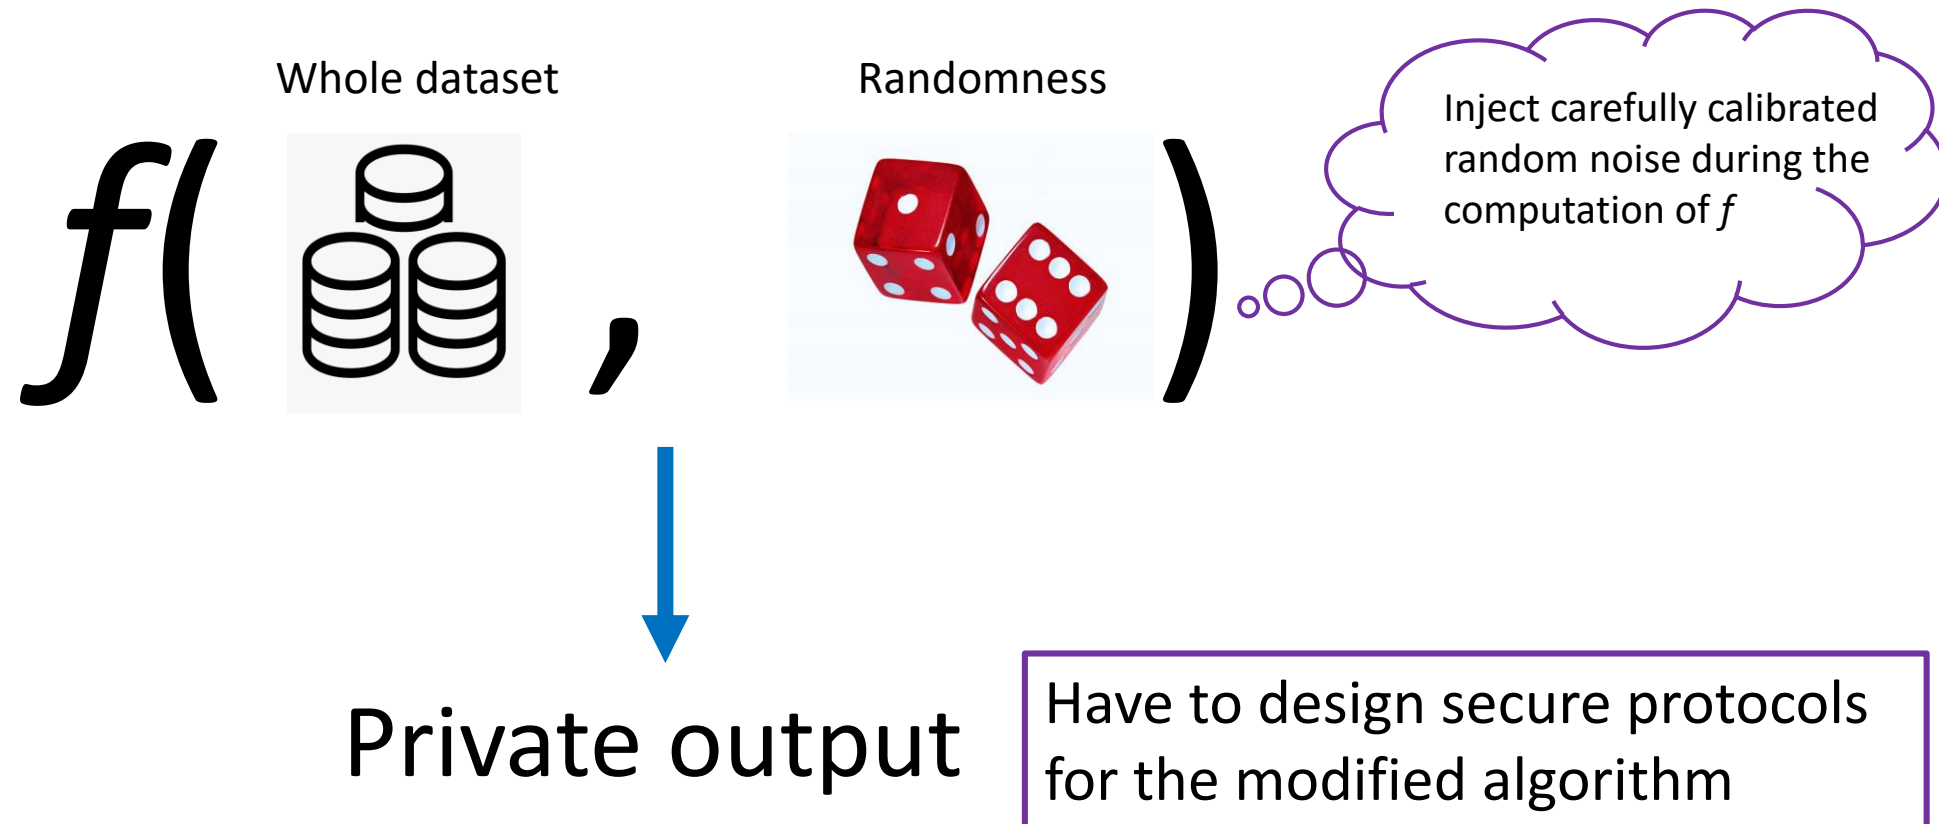 Whole dataset
Randomness
f( , )
Inject carefully calibrated
random noise during the
computation of f
Private output
Have to design secure protocols
for the modified algorithm